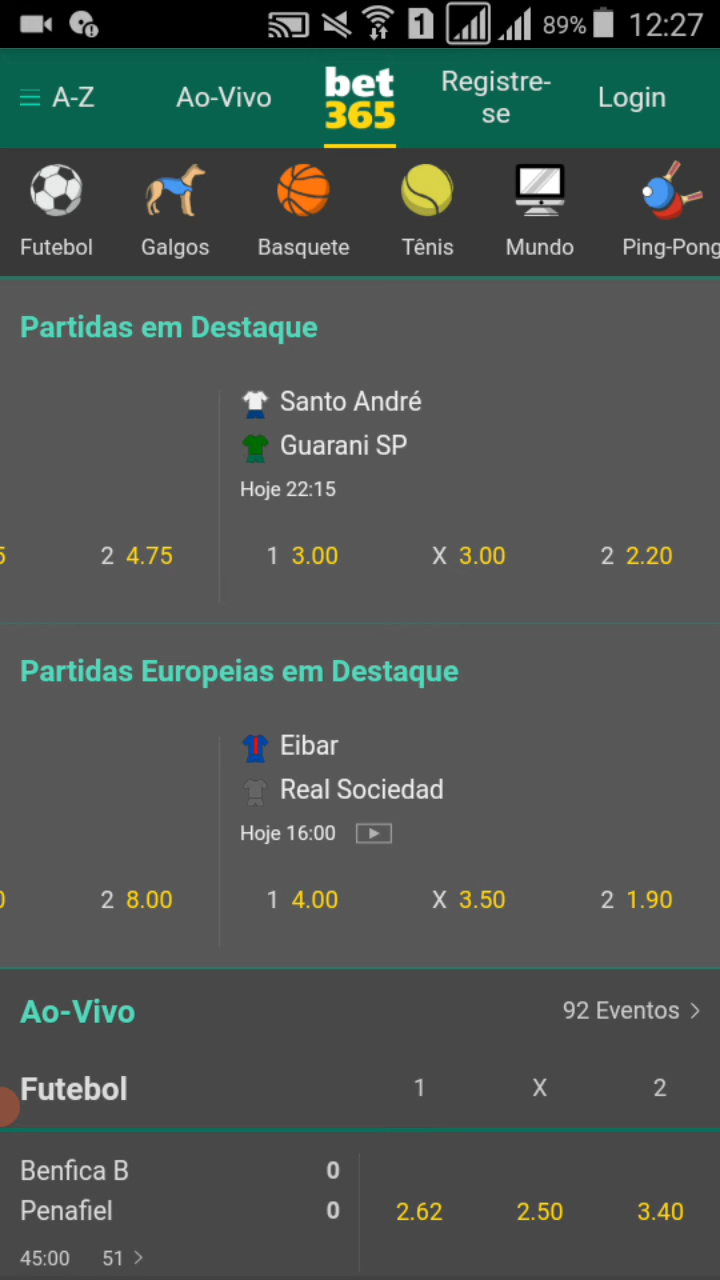 1 89% 12:27
A-Z Ao-Vivo bet 365 Registre-se Login
Futebol Galgos Basquete Tênis Mundo Ping-Pong
Partidas em Destaque
Santo André
Guarani SP
Hoje 22:15
5 2 4.75 1 3.00 X 3.00 2 2.20
Partidas Europeias em Destaque
Eibar
Real Sociedad
Hoje 16:00
0 2 8.00 1 4.00 X 3.50 2 1.90
Ao-Vivo 92 Eventos
Futebol 1 X 2
Benfica B 0
Penafiel 0 2.62 2.50 3.40
45:00 51